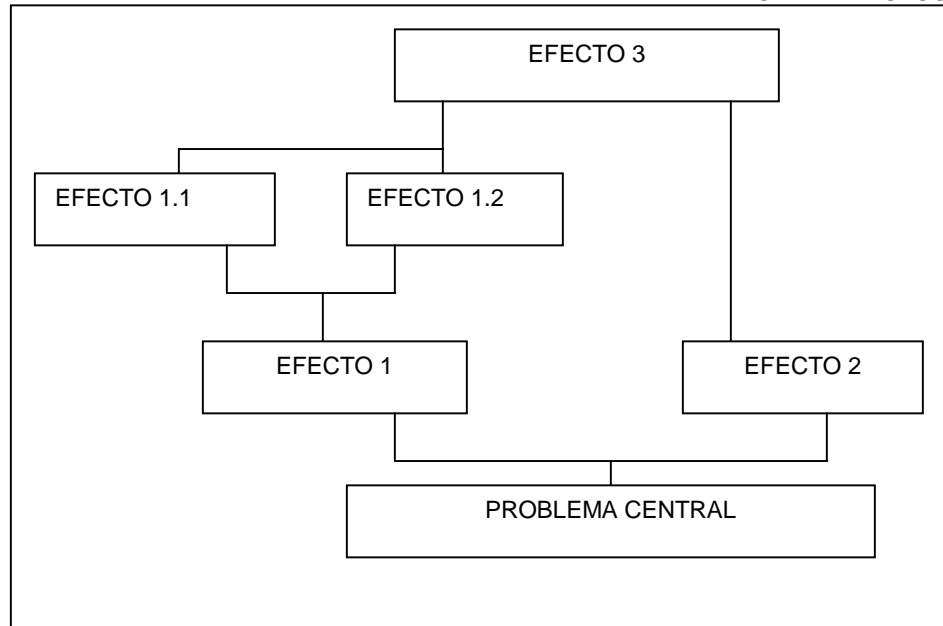 EFECTO 3
EFECTO 1.1
EFECTO 1.2
EFECTO 1
EFECTO 2
PROBLEMA CENTRAL